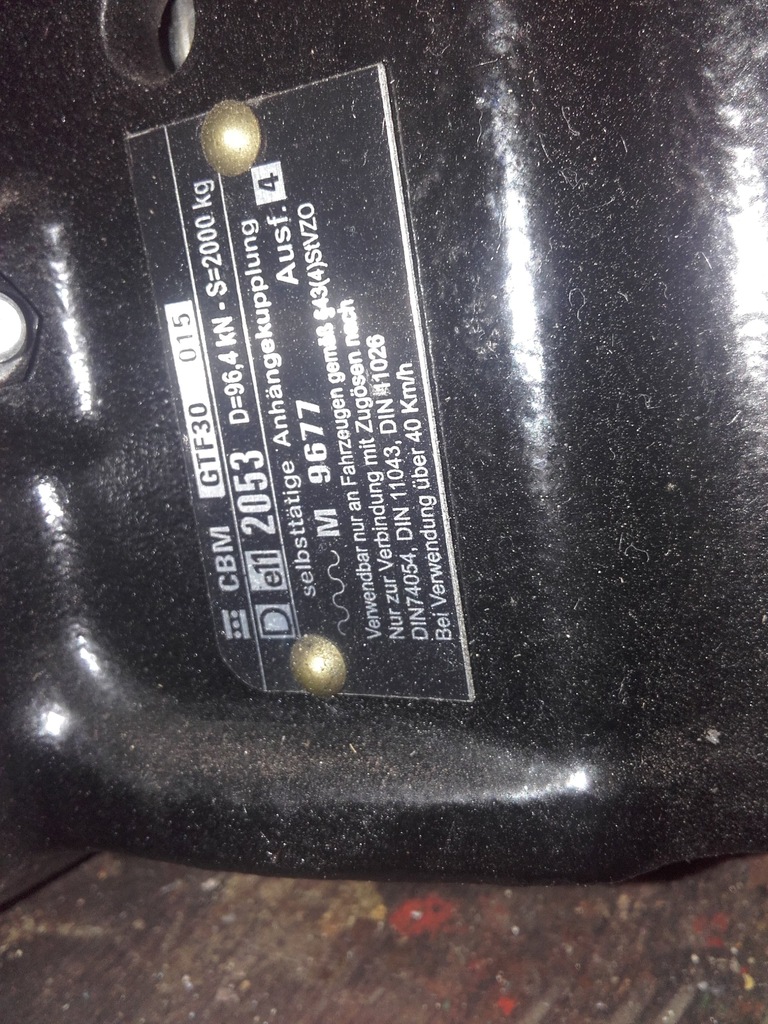 CBM GTF30 015
D e11 2053 D=96,4 kN - S=2000 kg
selbsttätige Anhängekupplung
M 9677 Ausf. 4
Verwendbar nur an Fahrzeugen gemäß §43(4)StVZO
Nur zur Verbindung mit Zugösen nach
DIN74054, DIN 11043, DIN 11026
Bei Verwendung über 40 Km/h